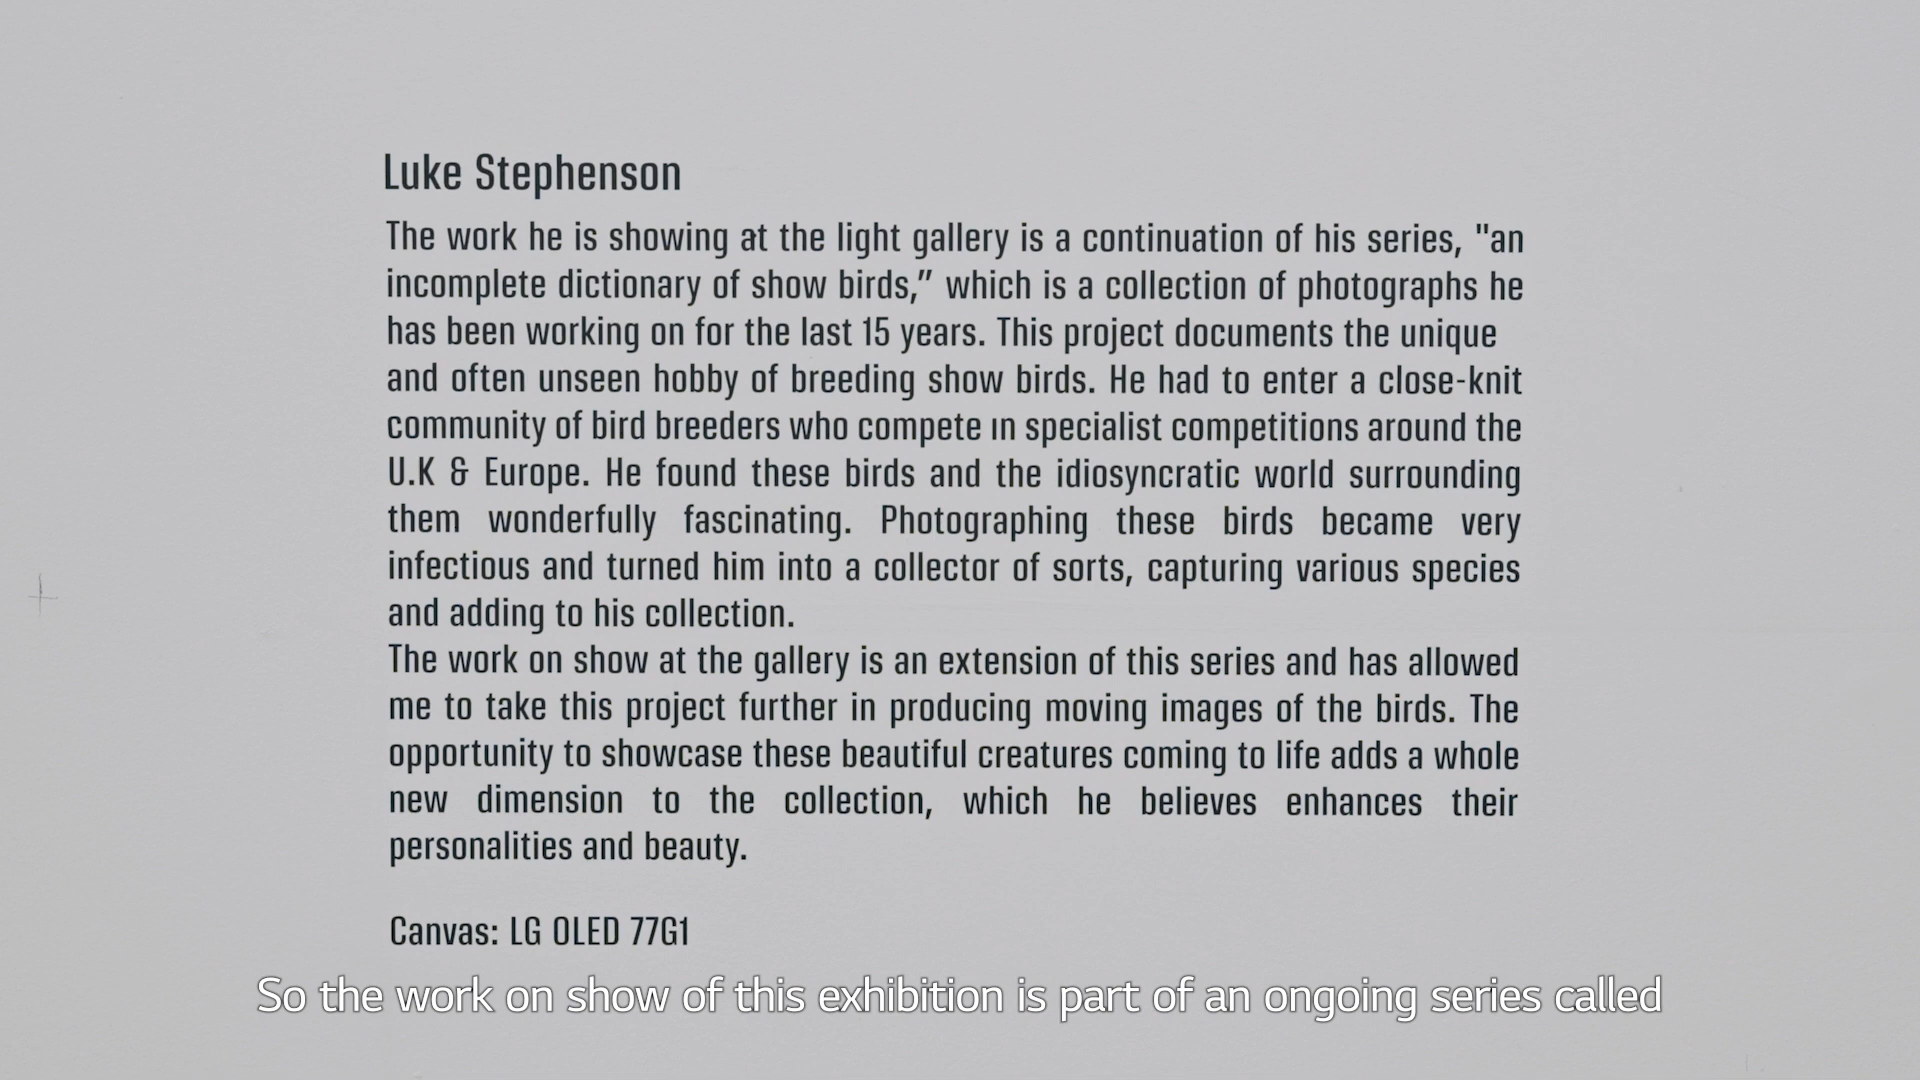 Luke Stephenson
The work he is showing at the light gallery is a continuation of his series, "an
incomplete dictionary of show birds,” which is a collection of photographs he
has been working on for the last 15 years. This project documents the unique
and often unseen hobby of breeding show birds. He had to enter a close-knit
community of bird breeders who compete in specialist competitions around the
U.K & Europe. He found these birds and the idiosyncratic world surrounding
them wonderfully fascinating. Photographing these birds became very
infectious and turned him into a collector of sorts, capturing various species
and adding to his collection.
The work on show at the gallery is an extension of this series and has allowed
me to take this project further in producing moving images of the birds. The
opportunity to showcase these beautiful creatures coming to life adds a whole
new dimension to the collection, which he believes enhances their
personalities and beauty.
Canvas: LG OLED 77G1
So the work on show of this exhibition is part of an ongoing series called